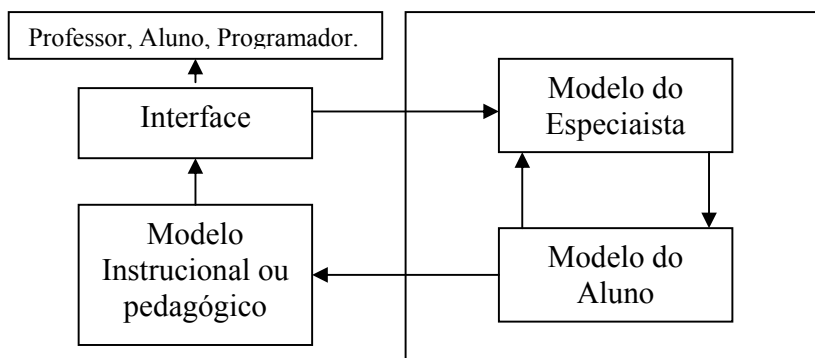 Professor, Aluno, Programador.
Interface
Modelo do
Especiaista
Modelo
Instrucional ou
pedagógico
Modelo do
Aluno